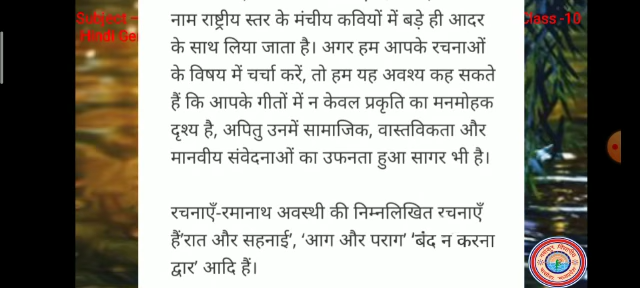 Subject –
Hindi Ge
Class -10
नाम राष्ट्रीय स्तर के मंचीय कवियों में बड़े ही आदर
के साथ लिया जाता है। अगर हम आपके रचनाओं
के विषय में चर्चा करें, तो हम यह अवश्य कह सकते
हैं कि आपके गीतों में न केवल प्रकृति का मनमोहक
दृश्य है, अपितु उनमें सामाजिक, वास्तविकता और
मानवीय संवेदनाओं का उफनता हुआ सागर भी है।
रचनाएँ-रमानाथ अवस्थी की निम्नलिखित रचनाएँ
हैं’रात और सहनाई’, ‘आग और पराग’ ‘बंद न करना
द्वार’ आदि हैं।